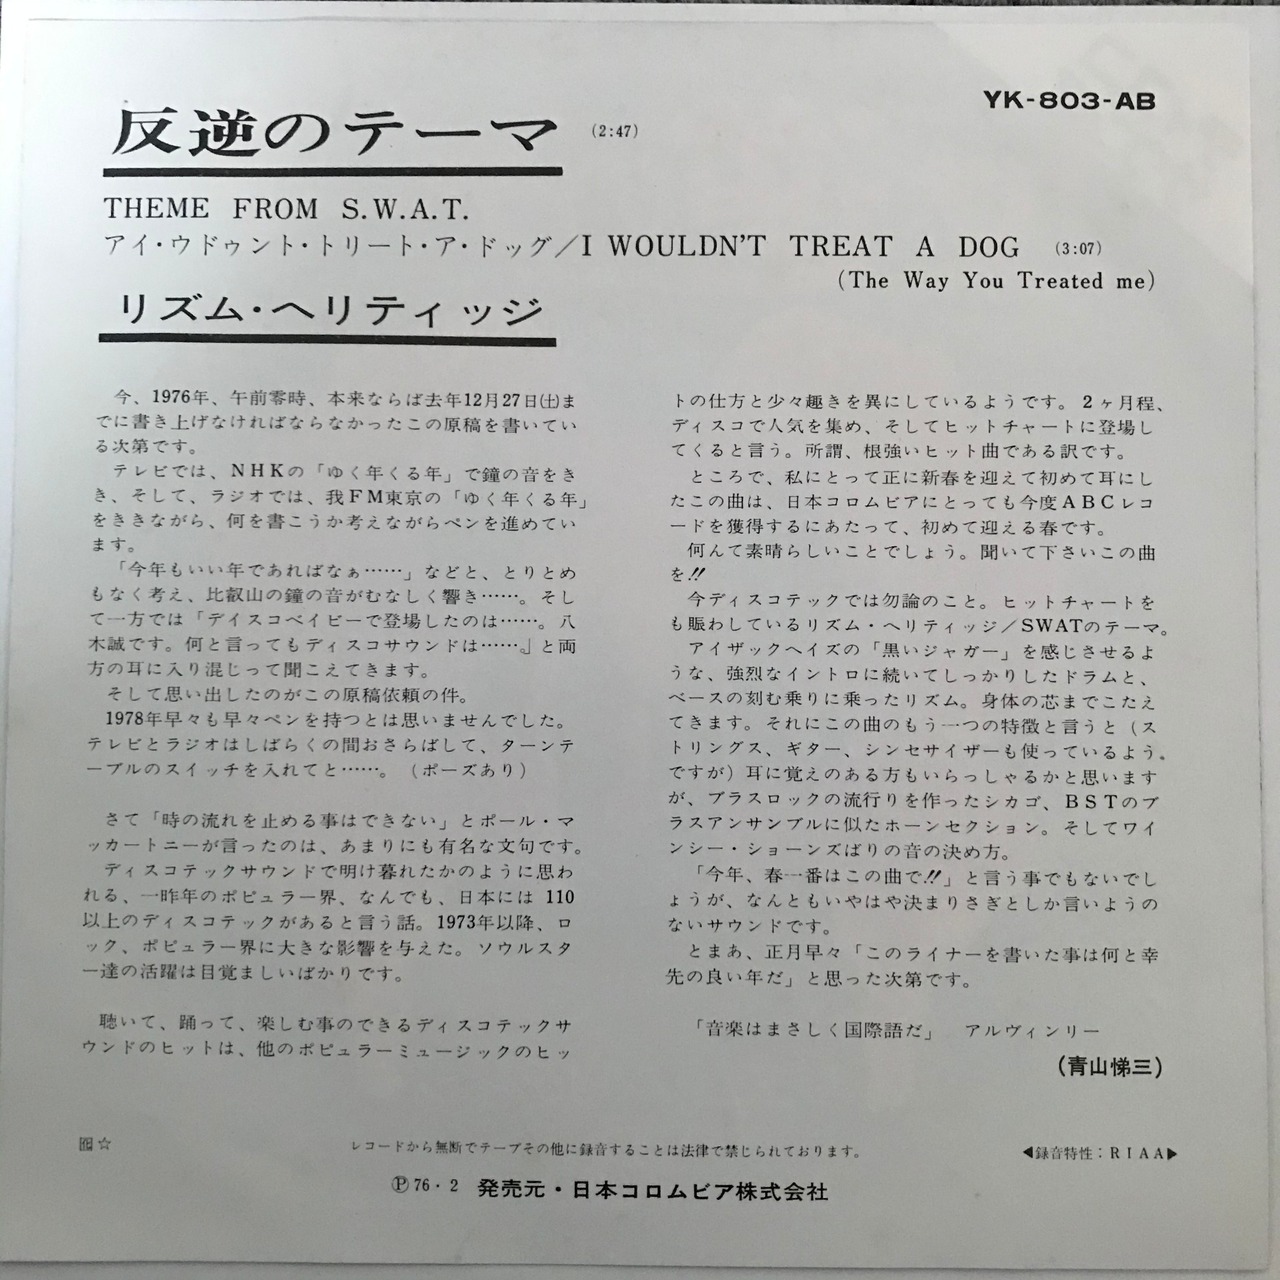 YK-803-AB
反逆のテーマ (2:47)
THEME FROM S.W.A.T.
アイ・ウドゥント・トリート・ア・ドッグ／I WOULDN'T TREAT A DOG (3:07)
(The Way You Treated me)
リズム・ヘリティッジ
今、1976年、午前零時、本来ならば去年12月27日(土)ま
でに書き上げなければならなかったこの原稿を書いてい
る次第です。
テレビでは、NHKの「ゆく年くる年」で鐘の音をき
き、そして、ラジオでは、我FM東京の「ゆく年くる年」
をききながら、何を書こうか考えながらペンを進めてい
ます。
「今年もいい年であればなぁ……」などと、とりとめ
もなく考え、比叡山の鐘の音がむなしく響き……。そし
て一方では「デイスコベイビーで登場したのは……。八
木誠です。何と言ってもディスコサウンドは……。」と両
方の耳に入り混じって聞こえてきます。
そして思い出したのがこの原稿依頼の件。
1978年早々も早々ペンを持つとは思いませんでした。
テレビとラジオはしばらくの間おさらばして、ターンテ
ーブルのスイッチを入れてと……。(ポーズあり)
さて「時の流れを止める事はできない」とポール・マ
ッカートニーが言ったのは、あまりにも有名な文句です。
ディスコテックサウンドで明け暮れたかのように思わ
れる、一昨年のポピュラー界、なんでも、日本には 110
以上のディスコテックがあると言う話。1973年以降、ロ
ック、ポピュラー界に大きな影響を与えた。ソウルスタ
ー達の活躍は目覚ましいばかりです。
聴いて、踊って、楽しむ事のできるディスコテックサ
ウンドのヒットは、他のポピュラーミュージックのヒッ
トの仕方と少々趣きを異にしているようです。2ヶ月程、
ディスコで人気を集め、そしてヒットチャートに登場し
てくると言う。所謂、根強いヒット曲である訳です。
ところで、私にとって正に新春を迎えて初めて耳にし
たこの曲は、日本コロムビアにとっても今度ABCレコ
ードを獲得するにあたって、初めて迎える春です。
何んて素晴らしいことでしょう。聞いて下さいこの曲
を!!
今ディスコテックでは勿論のこと。ヒットチャートを
も賑わしているリズム・ヘリティッジ／SWATのテーマ。
アイザックヘイズの「黒いジャガー」を感じさせるよ
うな、強烈なイントロに続いてしっかりしたドラムと、
ベースの刻む乗りに乗ったリズム。身体の芯までこたえ
てきます。それにこの曲のもう一つの特徴と言うと(ス
トリングス、ギター、シンセサイザーも使っているよう。
ですが)耳に覚えのある方もいらっしゃるかと思います
が、ブラスロックの流行りを作ったシカゴ、BSTのブ
ラスアンサンブルに似たホーンセクション。そしてワイ
ンシー・ショーンズばりの音の決め方。
「今年、春一番はこの曲で!!」と言う事でもないでし
ょうが、なんともいやはや決まりさぎとしか言いようの
ないサウンドです。
とまあ、正月早々「このライナーを書いた事は何と幸
先の良い年だ」と思った次第です。
「音楽はまさしく国際語だ」 アルヴィンリー
(青山悌三)
☆
レコードから無断でテープその他に録音することは法律で禁じられております。
◀録音特性：RIAA▶
Ⓟ76・2 発売元・日本コロムビア株式会社